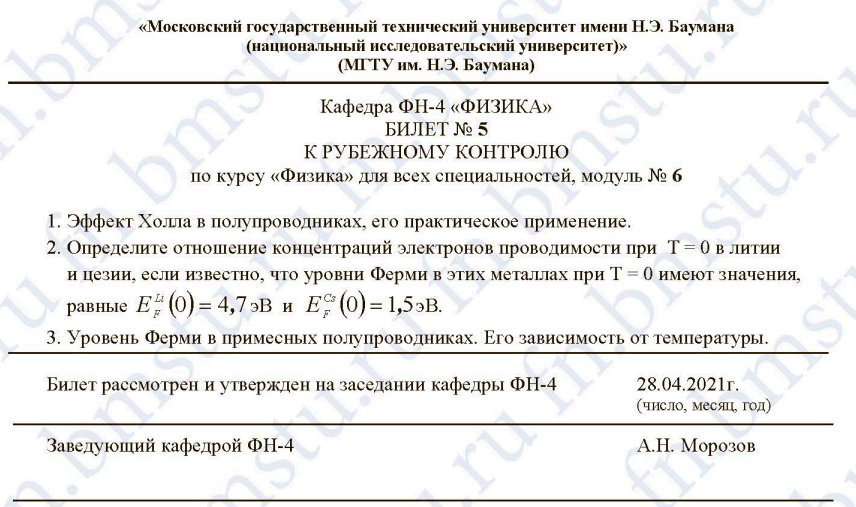 «Московский государственный технический университет имени Н.Э. Баумана
(национальный исследовательский университет)»
(МГТУ им. Н.Э. Баумана)
Кафедра ФН-4 «ФИЗИКА»
БИЛЕТ № 5
К РУБЕЖНОМУ КОНТРОЛЮ
по курсу «Физика» для всех специальностей, модуль № 6
1. Эффект Холла в полупроводниках, его практическое применение.
2. Определите отношение концентраций электронов проводимости при T = 0 в литии
и цезии, если известно, что уровни Ферми в этих металлах при T = 0 имеют значения,
равные E_F^{Li}(0) = 4,7 эВ и E_F^{Cs}(0) = 1,5 эВ.
3. Уровень Ферми в примесных полупроводниках. Его зависимость от температуры.
Билет рассмотрен и утвержден на заседании кафедры ФН-4 28.04.2021г.
(число, месяц, год)
Заведующий кафедрой ФН-4 А.Н. Морозов
fn.bmstu.ru